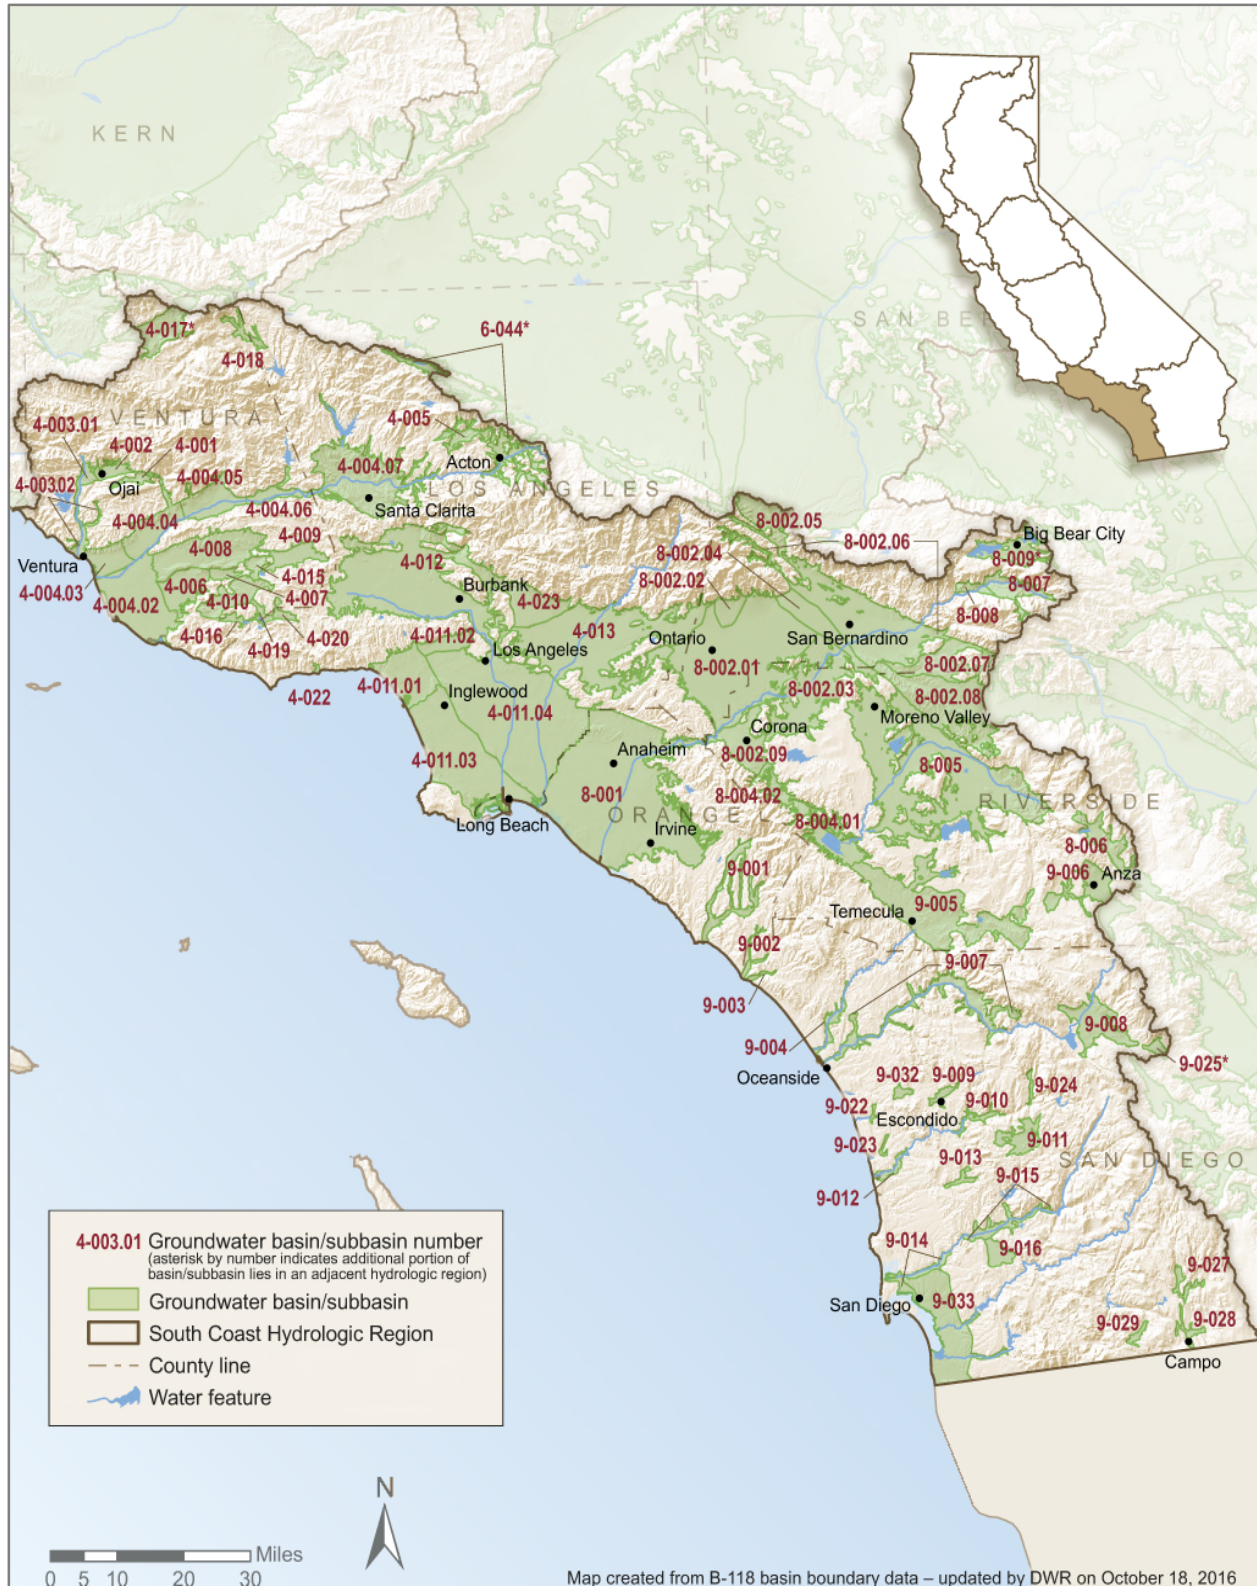 KERN
SAN BER
4-017*
6-044*
4-018
VENTURA
4-003.01
4-005
4-002
4-001
Acton
4-004.07
4-004.05
4-003.02
Ojai
LOS ANGELES
Santa Clarita
4-004.06
4-004.04
8-002.05
4-009
Big Bear City
8-002.06
4-008
8-002.04
8-009*
4-012
Ventura
4-015
8-002.02
8-007
4-006
Burbank
4-004.03
4-007
4-023
4-004.02
4-010
8-008
4-016
4-020
4-011.02
4-013
Ontario
San Bernardino
4-019
Los Angeles
8-002.01
8-002.07
4-022
4-011.01
Inglewood
8-002.03
8-002.08
4-011.04
Moreno Valley
Corona
Anaheim
8-002.09
4-011.03
8-005
8-001
8-004.02
RIVERSIDE
ORANGE
8-004.01
Long Beach
Irvine
8-006
9-001
9-006
Anza
9-005
Temecula
9-002
9-007
9-003
9-008
9-004
9-025*
Oceanside
9-032
9-009
9-024
9-022
9-010
Escondido
9-023
9-011
9-013
SAN DIEGO
9-015
9-012
9-014
9-016
9-027
San Diego
9-033
9-029
9-028
Campo
4-003.01 Groundwater basin/subbasin number
(asterisk by number indicates additional portion of
basin/subbasin lies in an adjacent hydrologic region)
Groundwater basin/subbasin
South Coast Hydrologic Region
County line
Water feature
N
Miles
0 5 10 20 30
Map created from B-118 basin boundary data – updated by DWR on October 18, 2016